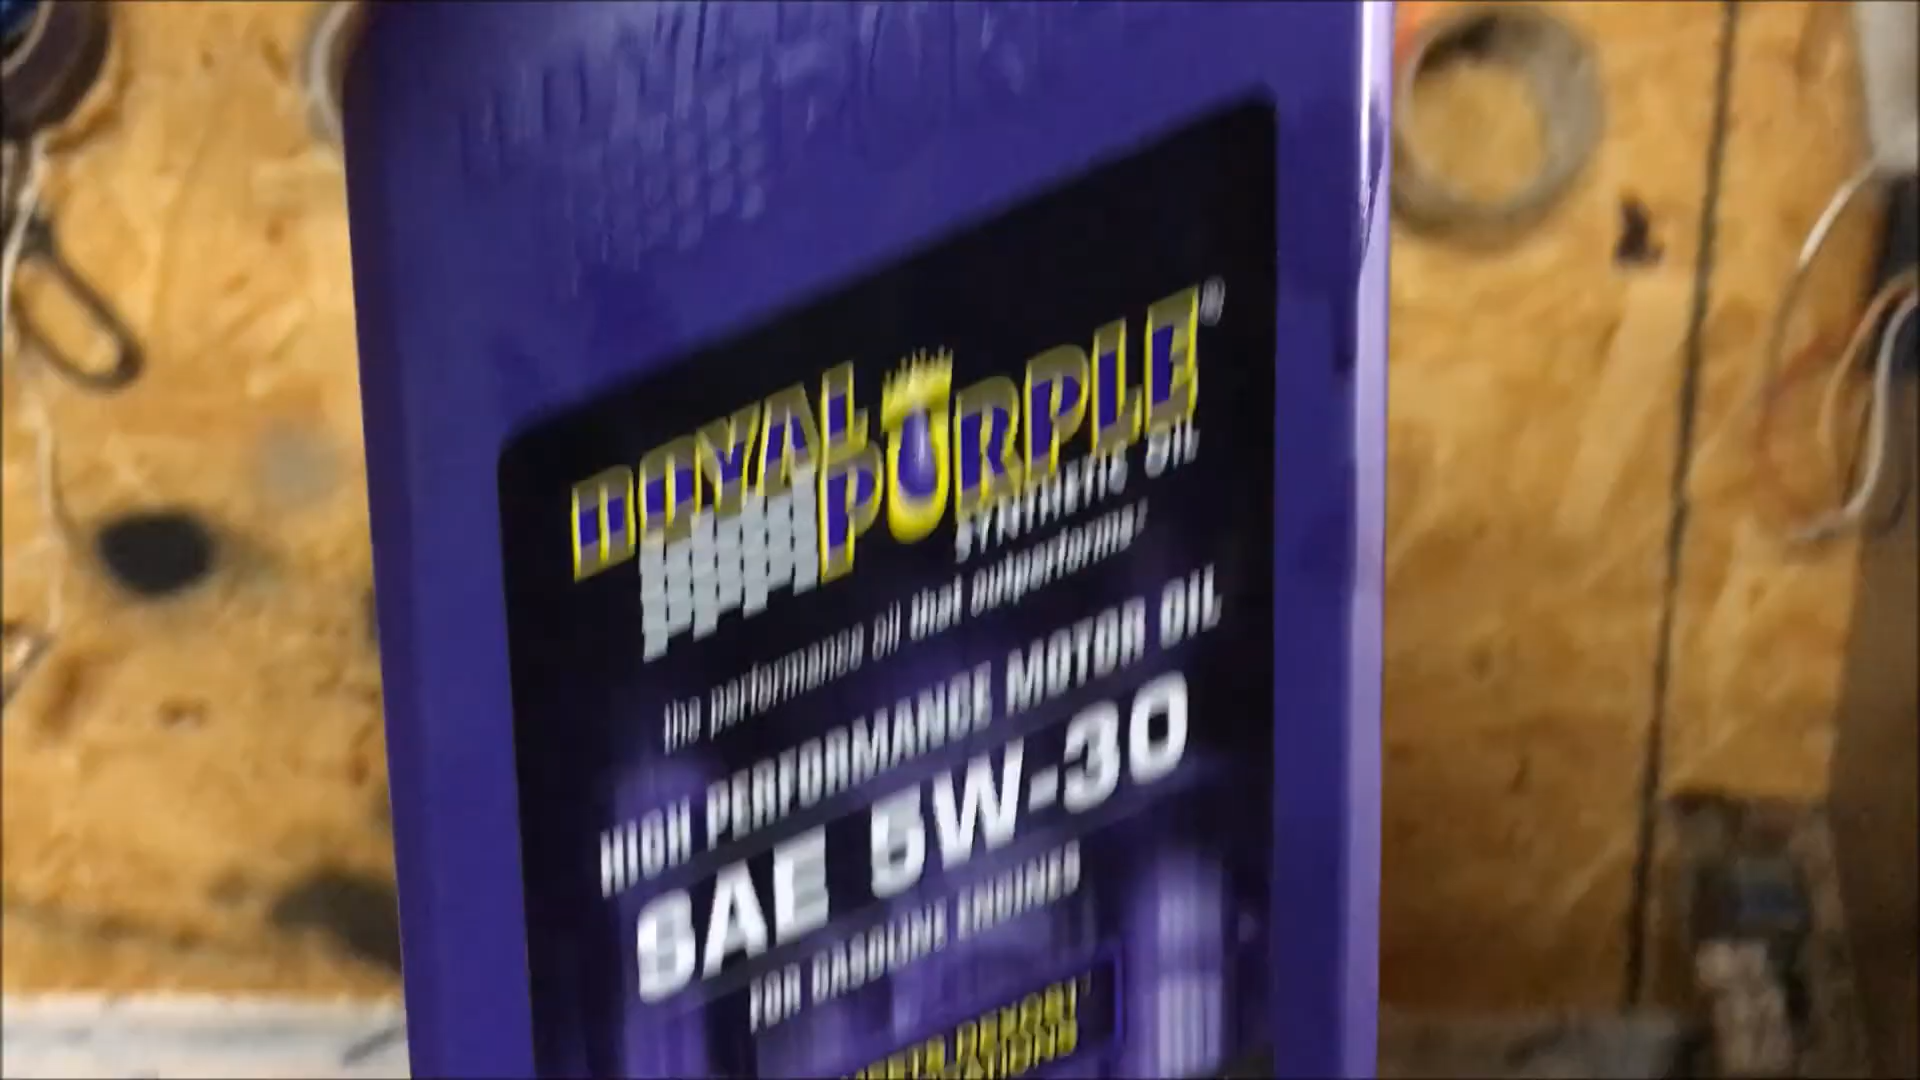 ROYAL PURPLE®
SYNTHETIC OIL
the performance oil that outperforms
HIGH PERFORMANCE MOTOR OIL
SAE 5W-30
FOR GASOLINE ENGINES